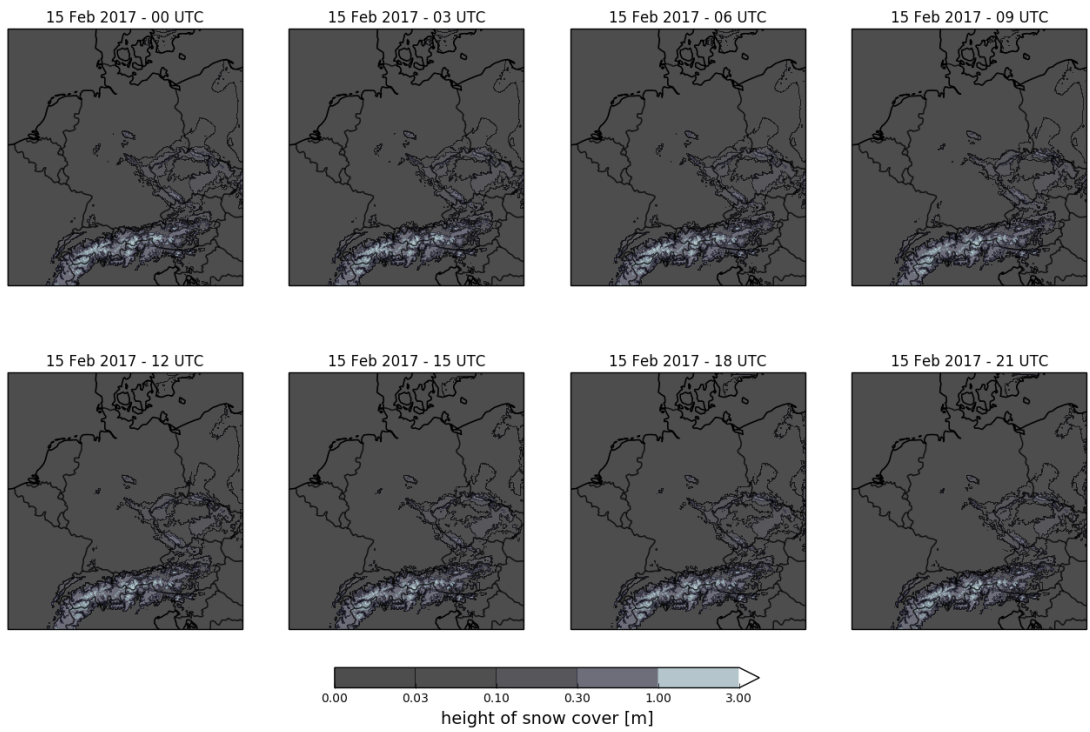 15 Feb 2017 - 00 UTC
15 Feb 2017 - 03 UTC
15 Feb 2017 - 06 UTC
15 Feb 2017 - 09 UTC
15 Feb 2017 - 12 UTC
15 Feb 2017 - 15 UTC
15 Feb 2017 - 18 UTC
15 Feb 2017 - 21 UTC
0.00 0.03 0.10 0.30 1.00 3.00
height of snow cover [m]